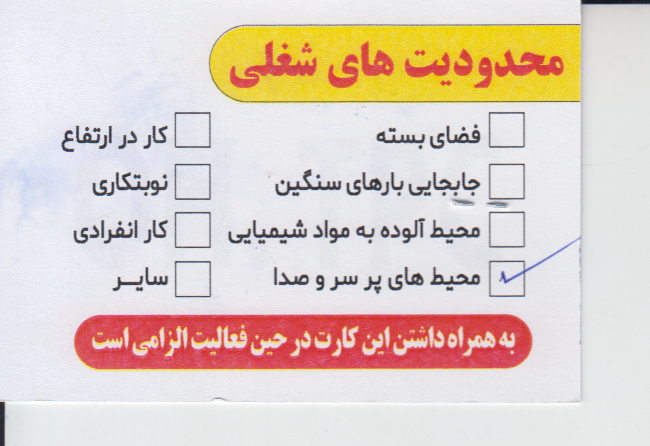 محدودیت های شغلی
فضای بسته
کار در ارتفاع
جابجایی بارهای سنگین
نوبتکاری
محیط آلوده به مواد شیمیایی
کار انفرادی
محیط های پر سر و صدا
سایــر
به همراه داشتن این کارت در حین فعالیت الزامی است